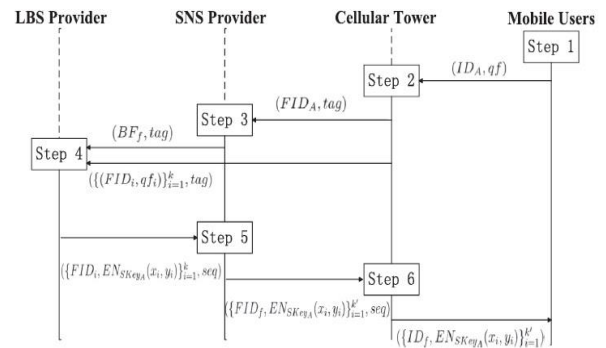 LBS Provider SNS Provider Cellular Tower Mobile Users
Step 1
(ID_A, qf)
Step 2
(FID_A, tag)
Step 3
(BF_f, tag)
Step 4
({(FID_i, qf_i)}_{i=1}^{k}, tag)
Step 5
({FID_i, EN_{SKey_A}(x_i, y_i)}_{i=1}^{k}, seq)
Step 6
({FID_f, EN_{SKey_A}(x_i, y_i)}_{i=1}^{k'}, seq)
({ID_f, EN_{SKey_A}(x_i, y_i)}_{i=1}^{k'})